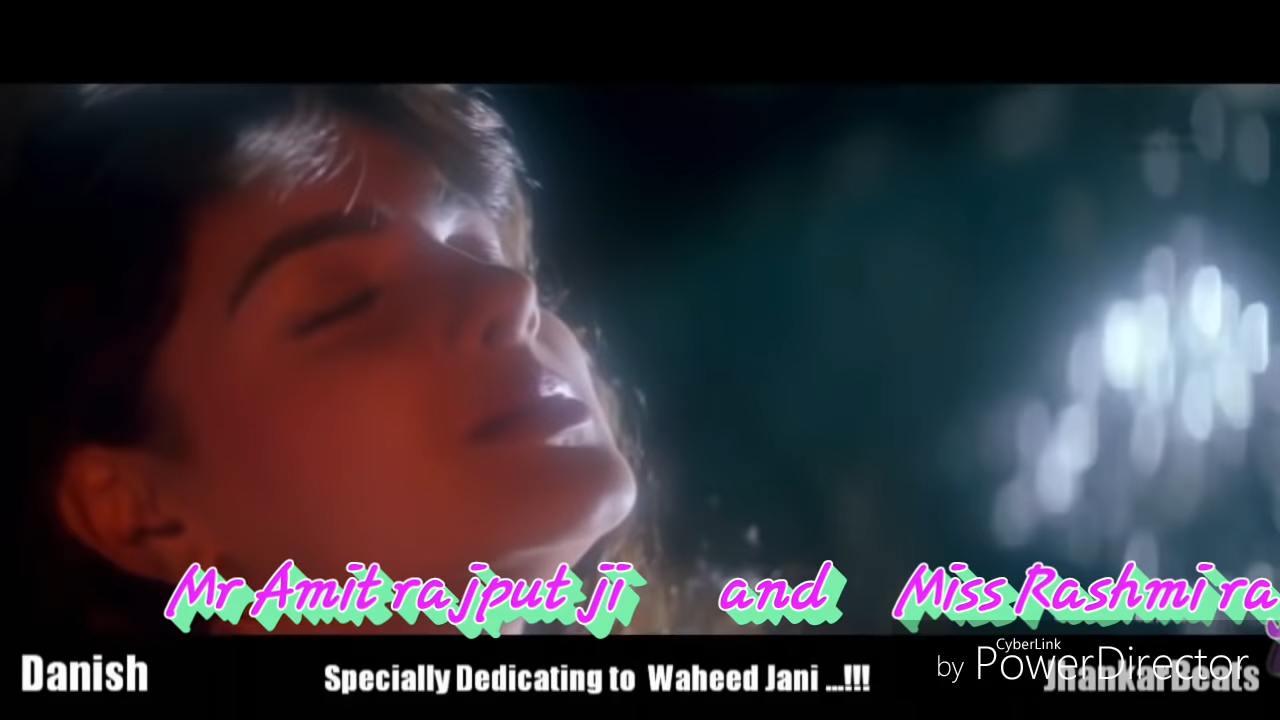 Mr Amit rajput ji and Miss Rashmi ra
CyberLink
by PowerDirector
Danish Specially Dedicating to Waheed Jani ...!!! JhankarBeats